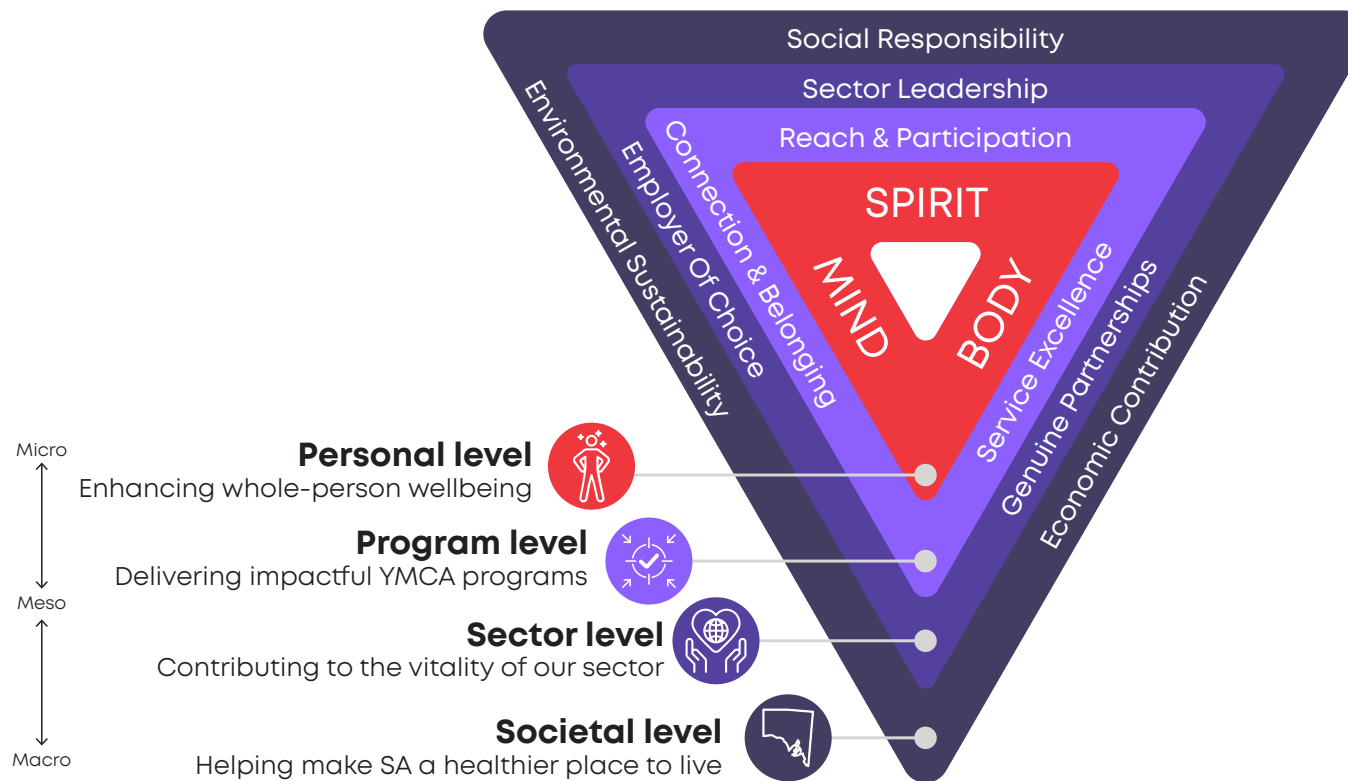 Social Responsibility
Sector Leadership
Reach & Participation
SPIRIT
MIND
BODY
Connection & Belonging
Employer Of Choice
Environmental Sustainability
Service Excellence
Genuine Partnerships
Economic Contribution
Micro
Personal level
Enhancing whole-person wellbeing
Program level
Delivering impactful YMCA programs
Meso
Sector level
Contributing to the vitality of our sector
Societal level
Macro
Helping make SA a healthier place to live